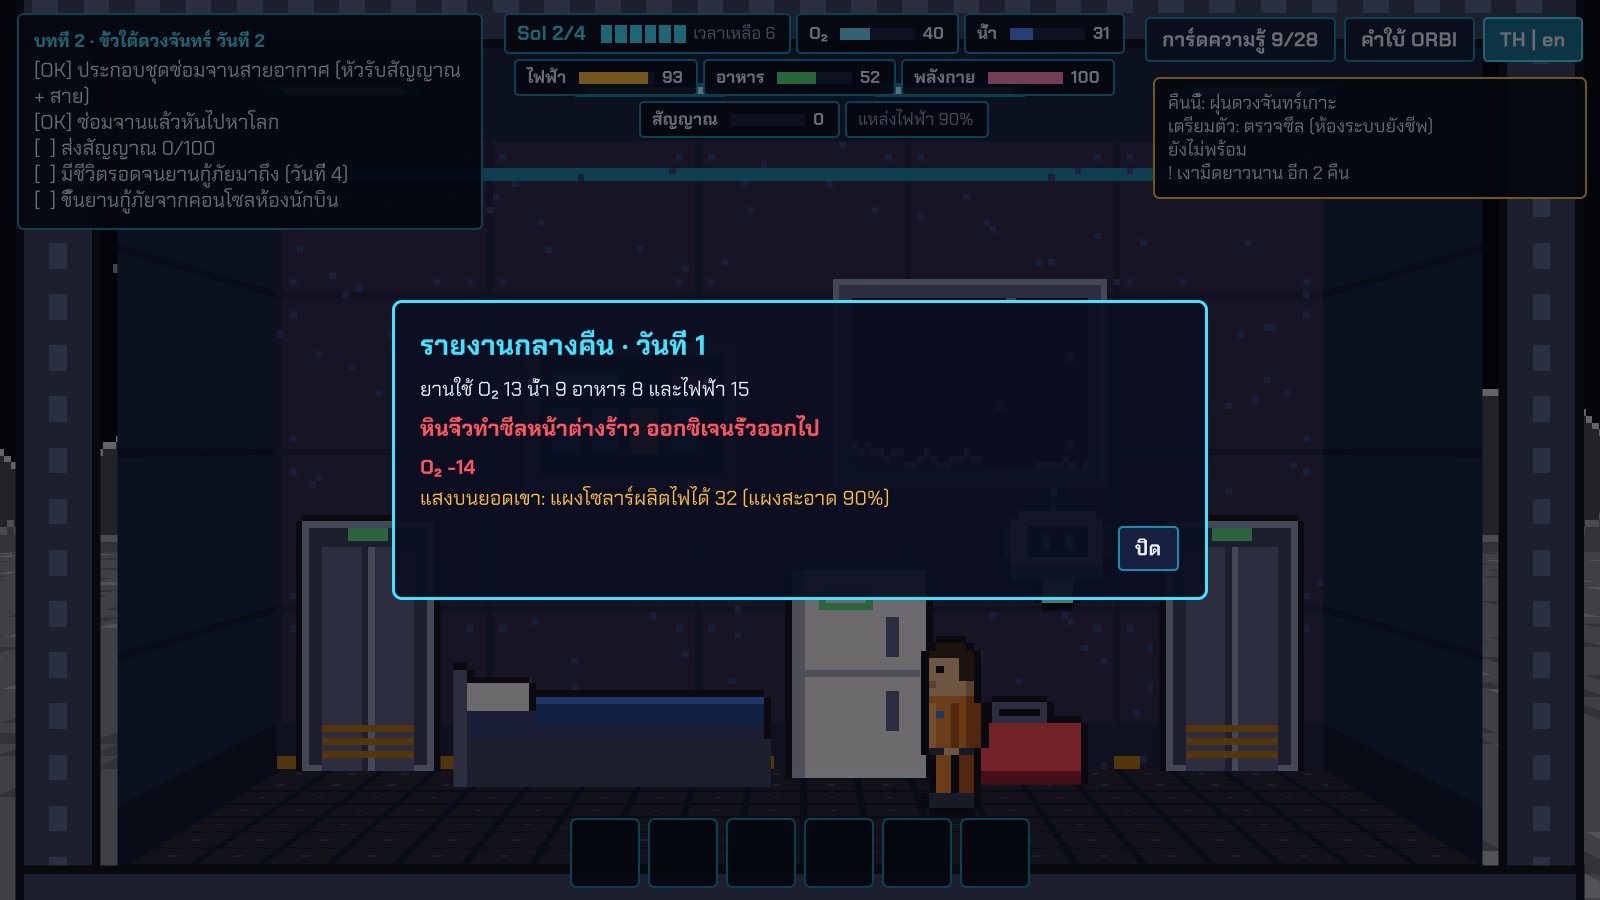 บทที่ 2 · ขั้วใต้ดวงจันทร์ วันที่ 2
[OK] ประกอบชุดซ่อมจานสายอากาศ (หัวรับสัญญาณ
+ สาย)
[OK] ซ่อมจานแล้วหันไปหาโลก
[ ] ส่งสัญญาณ 0/100
[ ] มีชีวิตรอดจนยานกู้ภัยมาถึง (วันที่ 4)
[ ] ขึ้นยานกู้ภัยจากคอนโซลห้องนักบิน
Sol 2/4 เวลาเหลือ 6
O₂ 40
น้ำ 31
ไฟฟ้า 93
อาหาร 52
พลังกาย 100
สัญญาณ 0
แหล่งไฟฟ้า 90%
การ์ดความรู้ 9/28
คำใบ้ ORBI
TH | en
คืนนี้: ฝุ่นดวงจันทร์เกาะ
เตรียมตัว: ตรวจซีล (ห้องระบบยังชีพ)
ยังไม่พร้อม
! เงามืดยาวนาน อีก 2 คืน
รายงานกลางคืน · วันที่ 1
ยานใช้ O₂ 13 น้ำ 9 อาหาร 8 และไฟฟ้า 15
หินจิ๋วทำซีลหน้าต่างร้าว ออกซิเจนรั่วออกไป
O₂ -14
แสงบนยอดเขา: แผงโซลาร์ผลิตไฟได้ 32 (แผงสะอาด 90%)
ปิด